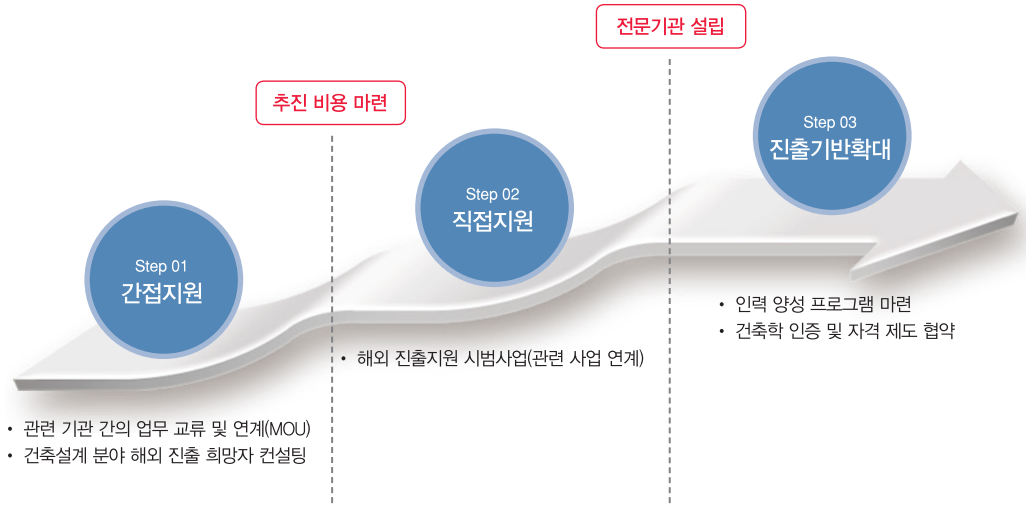 전문기관 설립
추진 비용 마련
Step 03
진출기반확대
Step 02
직접지원
Step 01
간접지원
• 인력 양성 프로그램 마련
• 건축학 인증 및 자격 제도 협약
• 해외 진출지원 시범사업(관련 사업 연계)
• 관련 기관 간의 업무 교류 및 연계(MOU)
• 건축설계 분야 해외 진출 희망자 컨설팅